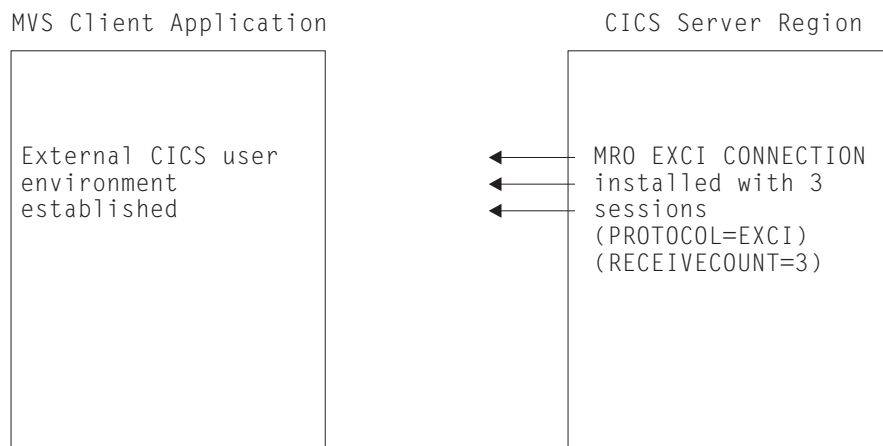 MVS Client Application
CICS Server Region
External CICS user
environment
established
MRO EXCI CONNECTION
installed with 3
sessions
(PROTOCOL=EXCI)
(RECEIVECOUNT=3)